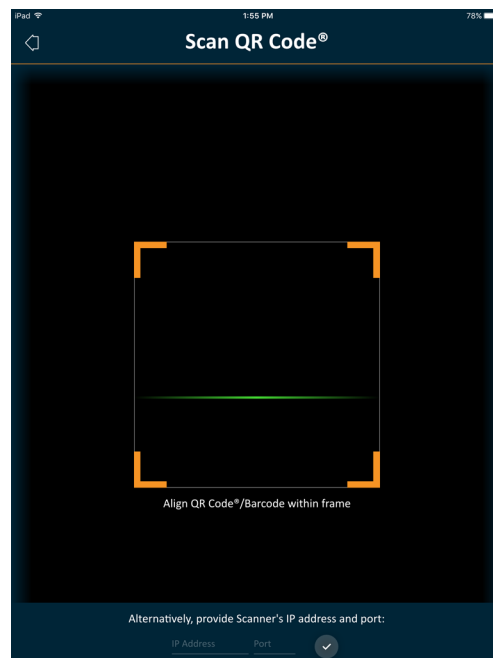 iPad 1:55 PM 78%
Scan QR Code®
Align QR Code®/Barcode within frame
Alternatively, provide Scanner's IP address and port:
IP Address Port